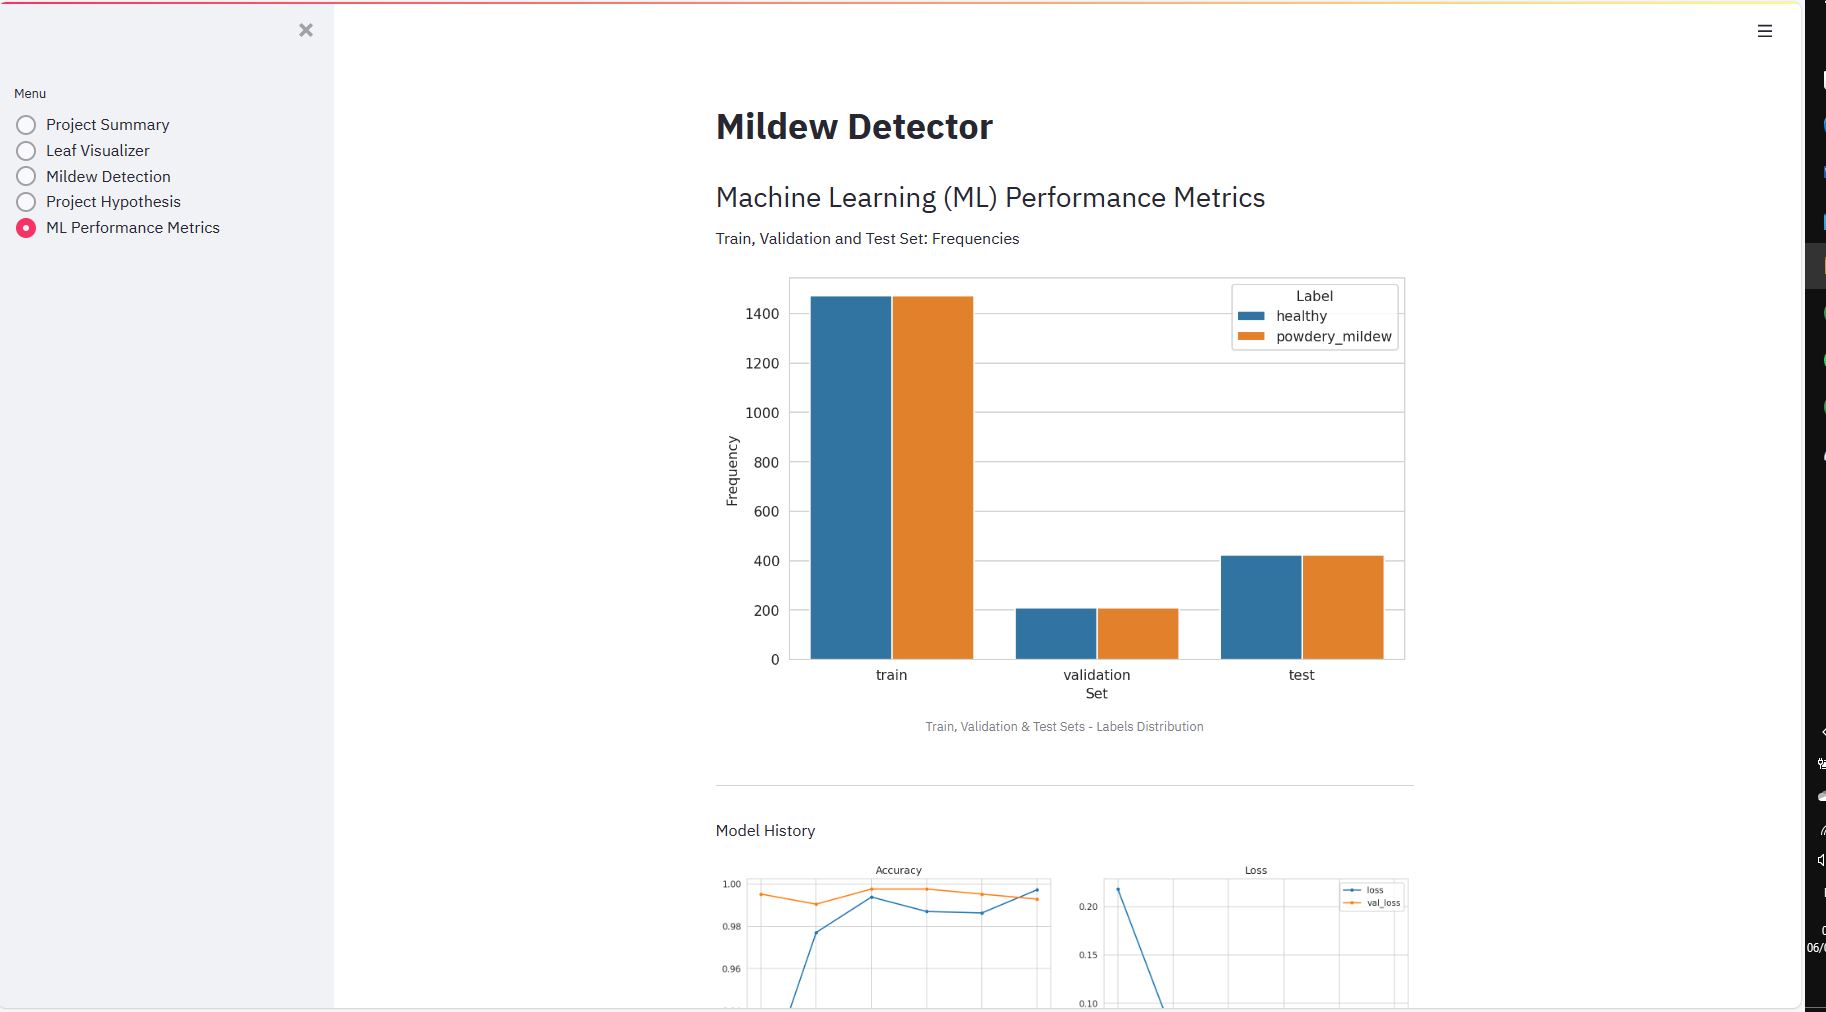 Menu
Project Summary
Leaf Visualizer
Mildew Detection
Project Hypothesis
ML Performance Metrics
Mildew Detector
Machine Learning (ML) Performance Metrics
Train, Validation and Test Set: Frequencies
Label
healthy
powdery_mildew
1400
1200
1000
800
600
400
200
0
Frequency
train
validation
test
Set
Train, Validation & Test Sets - Labels Distribution
Model History
Accuracy
1.00
0.98
0.96
Loss
loss
val_loss
0.20
0.15
0.10
06/